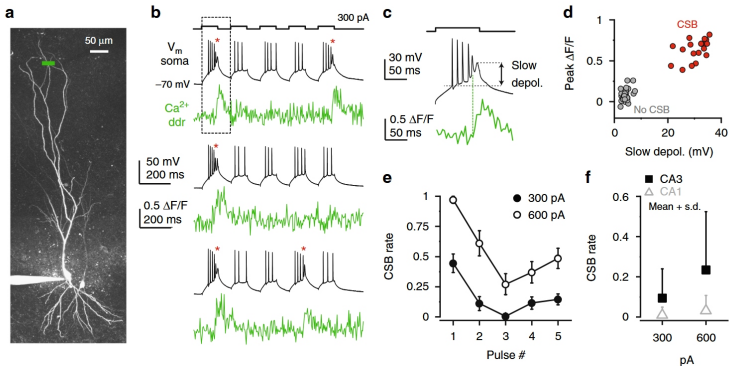 a
50 µm
b
300 pA
Vm
soma
*
*
−70 mV
Ca2+
ddr
50 mV
200 ms
*
0.5 ΔF/F
200 ms
*
*
c
30 mV
50 ms
Slow
depol.
0.5 ΔF/F
50 ms
d
CSB
Peak ΔF/F
1
0.5
0
No CSB
0
20
40
Slow depol. (mV)
e
300 pA
600 pA
CSB rate
1
0.75
0.5
0.25
0
1
2
3
4
5
Pulse #
f
CA3
CA1
Mean + s.d.
CSB rate
0.6
0.4
0.2
0
300
600
pA